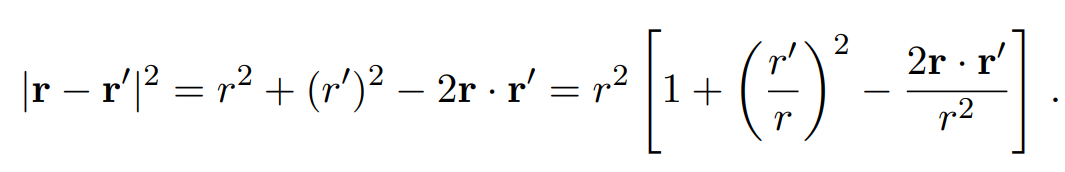 |𝐫 − 𝐫′|² = r² + (r′)² − 2𝐫 · 𝐫′ = r² [1 + (r′/r)² − 2𝐫 · 𝐫′/r²] .